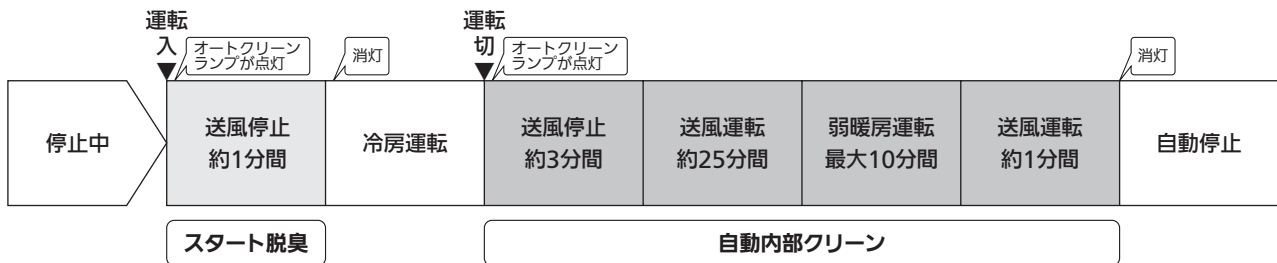 運転
入
オートクリーン
ランプが点灯
消灯
運転
切
オートクリーン
ランプが点灯
消灯
停止中
送風停止
約1分間
冷房運転
送風停止
約3分間
送風運転
約25分間
弱暖房運転
最大10分間
送風運転
約1分間
自動停止
スタート脱臭
自動内部クリーン